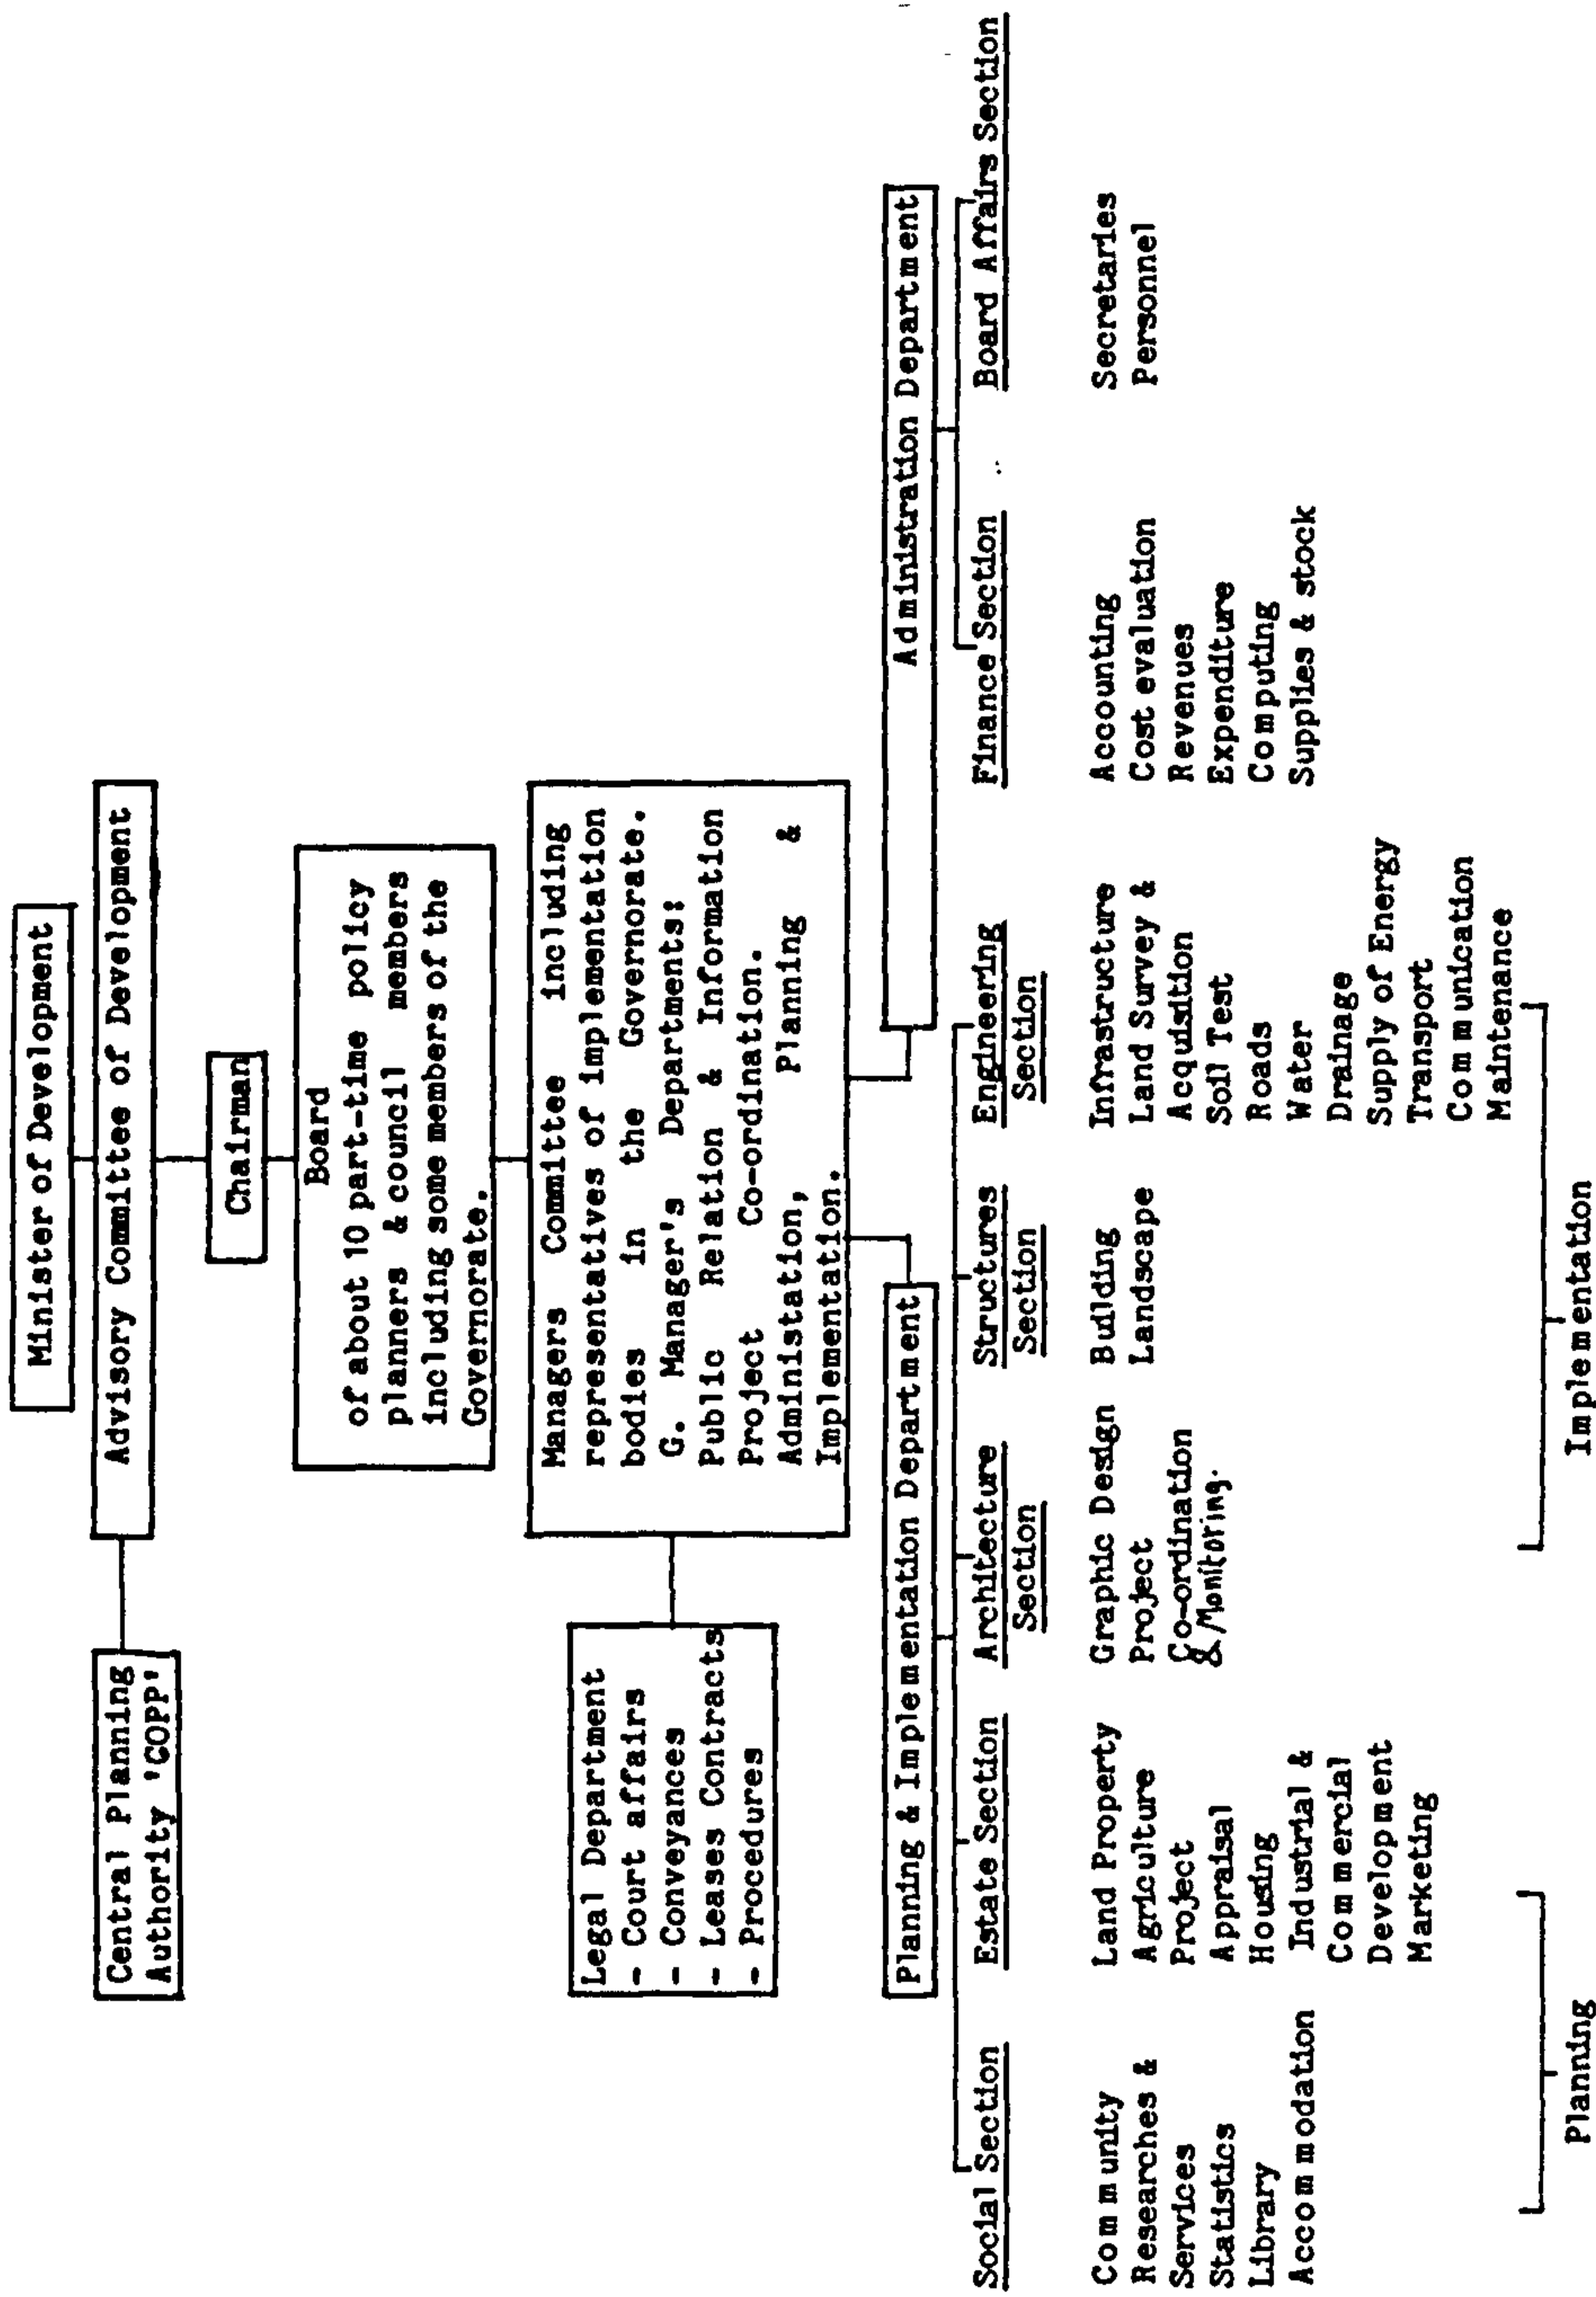 Minister of Development
Central Planning
Authority 'COPP'
Advisory Committee of Development
Chairman
Board
of about 10 part-time policy
planners & council members
including some members of the
Governorate.
Legal Department
- Court affairs
- Conveyances
- Leases Contracts
- Procedures
Managers Committee including
representatives of implementation
bodies in the Governorate.
G. Manager's Departments:
Public Relation & Information
Project Co-ordination.
Administation, Planning &
Implementation.
Planning & Implementation Department
Administration Department
Social Section
Community
Researches &
Services
Statistics
Library
Accommodation
Estate Section
Land Property
Agriculture
Project
Appraisal
Housing
Industrial &
Commercial
Development
Marketing
Architecture
Section
Graphic Design
Project
Co-ordination
& Monitoring.
Structures
Section
Building
Landscape
Engineering
Section
Infrastructure
Land Survey &
Acquisition
Soil Test
Roads
Water
Drainage
Supply of Energy
Transport
Communication
Maintenance
Finance Section
Accounting
Cost evaluation
Revenues
Expenditure
Computing
Supplies & stock
Board Affairs Section
Secretaries
Personnel
Planning
Implementation